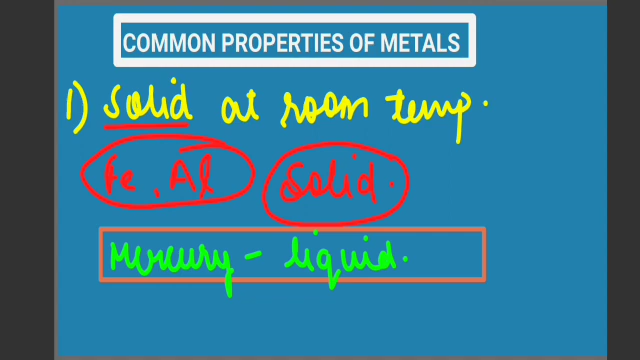 COMMON PROPERTIES OF METALS
1) Solid at room temp.
Fe, Al Solid.
Mercury - liquid.